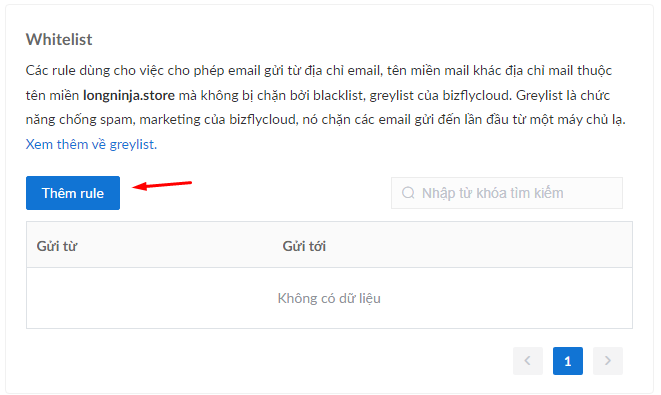 Whitelist
Các rule dùng cho việc cho phép email gửi từ địa chỉ email, tên miền mail khác địa chỉ mail thuộc
tên miền longninja.store mà không bị chặn bởi blacklist, greylist của bizflycloud. Greylist là chức
năng chống spam, marketing của bizflycloud, nó chặn các email gửi đến lần đầu từ một máy chủ lạ.
Xem thêm về greylist.
Thêm rule
Nhập từ khóa tìm kiếm
Gửi từ Gửi tới
Không có dữ liệu
1